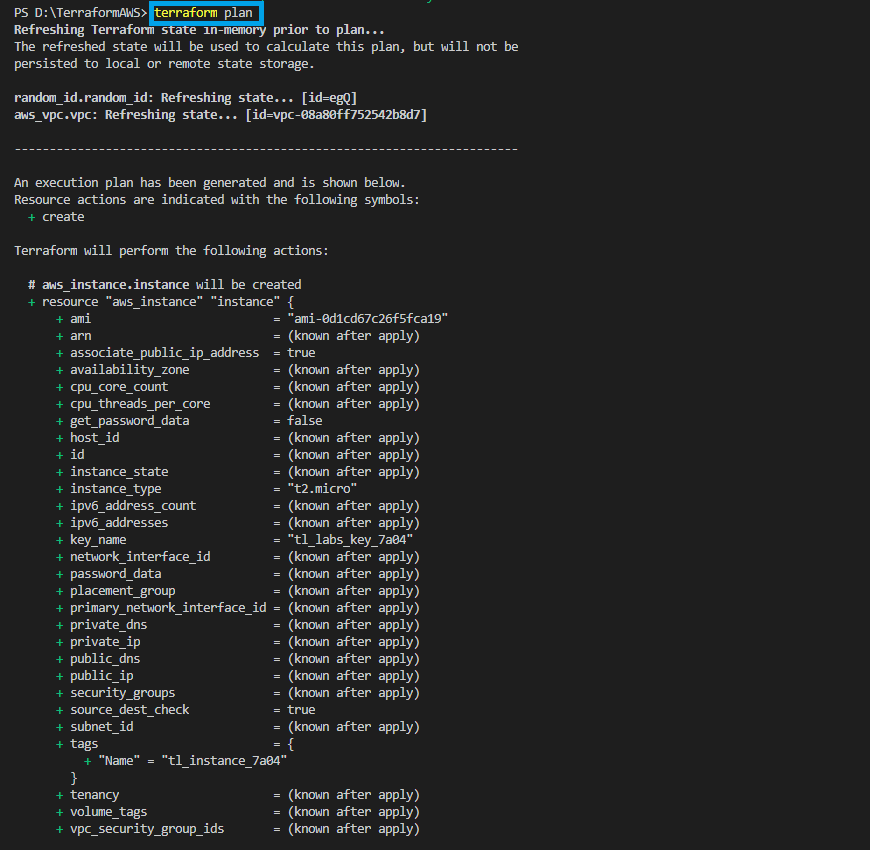 PS D:\TerraformAWS> terraform plan
Refreshing Terraform state in-memory prior to plan...
The refreshed state will be used to calculate this plan, but will not be
persisted to local or remote state storage.
random_id.random_id: Refreshing state... [id=egQ]
aws_vpc.vpc: Refreshing state... [id=vpc-08a80ff752542b8d7]
------------------------------------------------------------------------
An execution plan has been generated and is shown below.
Resource actions are indicated with the following symbols:
  + create
Terraform will perform the following actions:
  # aws_instance.instance will be created
  + resource "aws_instance" "instance" {
      + ami                          = "ami-0d1cd67c26f5fca19"
      + arn                          = (known after apply)
      + associate_public_ip_address  = true
      + availability_zone            = (known after apply)
      + cpu_core_count               = (known after apply)
      + cpu_threads_per_core         = (known after apply)
      + get_password_data            = false
      + host_id                      = (known after apply)
      + id                           = (known after apply)
      + instance_state               = (known after apply)
      + instance_type                = "t2.micro"
      + ipv6_address_count           = (known after apply)
      + ipv6_addresses               = (known after apply)
      + key_name                     = "tl_labs_key_7a04"
      + network_interface_id         = (known after apply)
      + password_data                = (known after apply)
      + placement_group              = (known after apply)
      + primary_network_interface_id = (known after apply)
      + private_dns                  = (known after apply)
      + private_ip                   = (known after apply)
      + public_dns                   = (known after apply)
      + public_ip                    = (known after apply)
      + security_groups              = (known after apply)
      + source_dest_check            = true
      + subnet_id                    = (known after apply)
      + tags                         = {
          + "Name" = "tl_instance_7a04"
        }
      + tenancy                      = (known after apply)
      + volume_tags                  = (known after apply)
      + vpc_security_group_ids       = (known after apply)